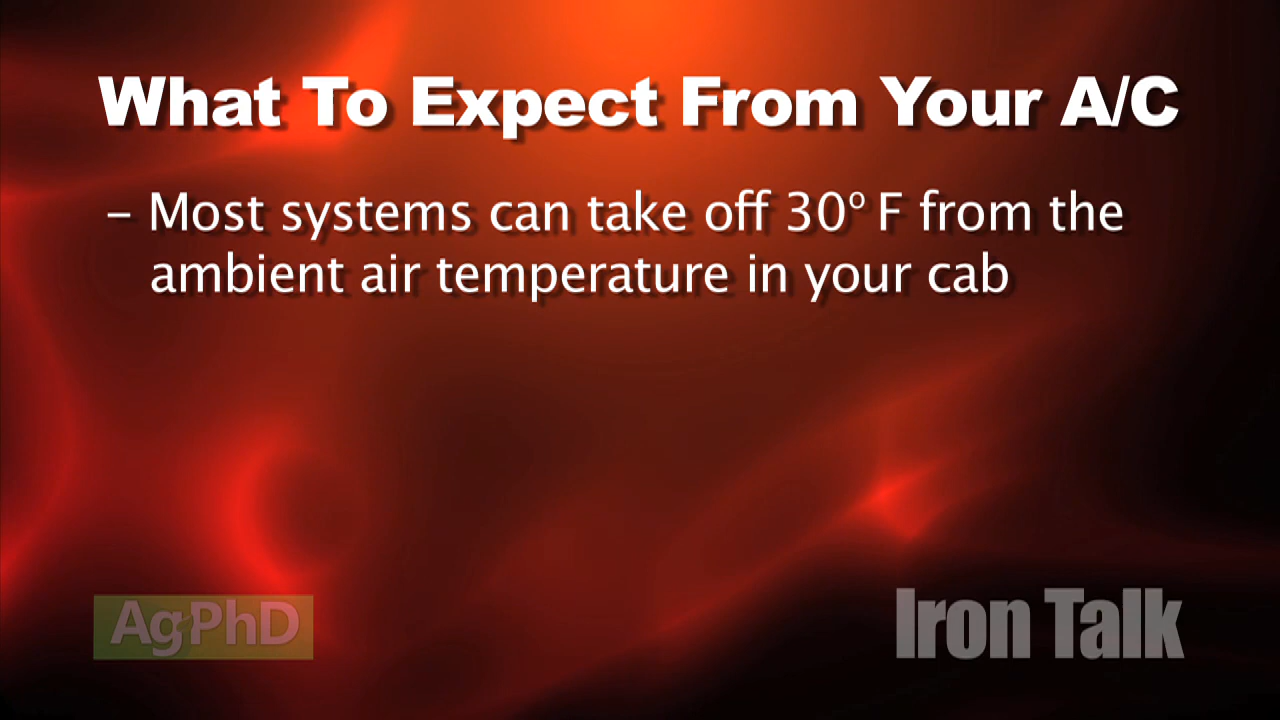 What To Expect From Your A/C
– Most systems can take off 30º F from the
ambient air temperature in your cab
AgPhD
Iron Talk